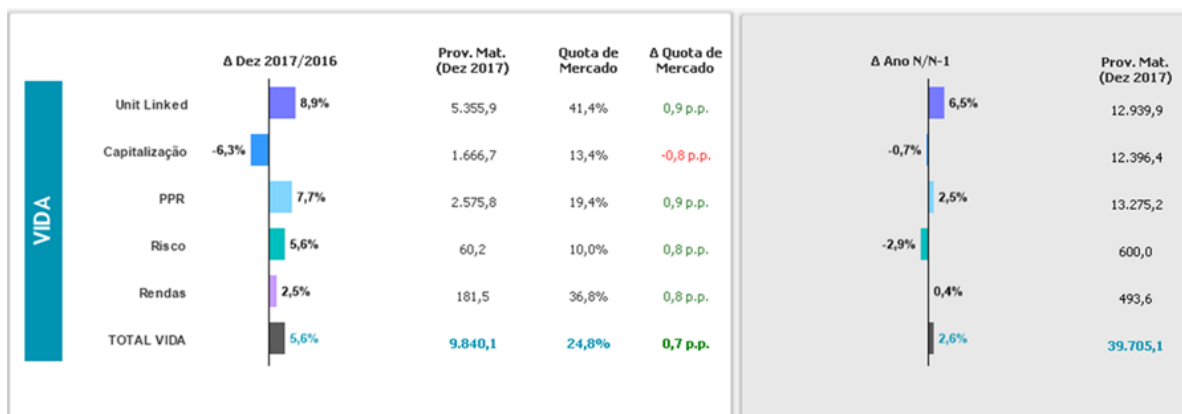 Δ Dez 2017/2016 Prov. Mat. (Dez 2017) Quota de Mercado Δ Quota de Mercado Δ Ano N/N-1 Prov. Mat. (Dez 2017)
VIDA
Unit Linked 8,9% 5.355,9 41,4% 0,9 p.p. 6,5% 12.939,9
Capitalização -6,3% 1.666,7 13,4% -0,8 p.p. -0,7% 12.396,4
PPR 7,7% 2.575,8 19,4% 0,9 p.p. 2,5% 13.275,2
Risco 5,6% 60,2 10,0% 0,8 p.p. -2,9% 600,0
Rendas 2,5% 181,5 36,8% 0,8 p.p. 0,4% 493,6
TOTAL VIDA 5,6% 9.840,1 24,8% 0,7 p.p. 2,6% 39.705,1